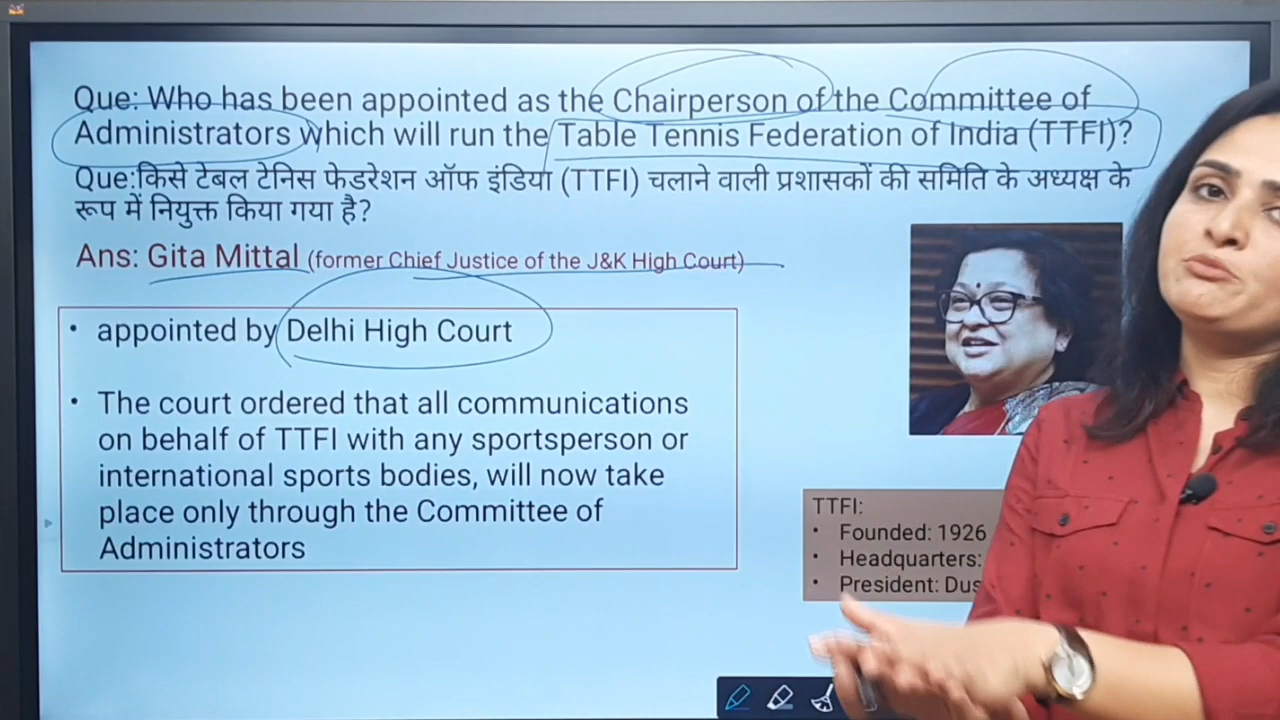 Que: Who has been appointed as the Chairperson of the Committee of
Administrators which will run the Table Tennis Federation of India (TTFI)?
Que:किसे टेबल टेनिस फेडरेशन ऑफ इंडिया (TTFI) चलाने वाली प्रशासकों की समिति के अध्यक्ष के
रूप में नियुक्त किया गया है?
Ans: Gita Mittal (former Chief Justice of the J&K High Court)
• appointed by Delhi High Court
• The court ordered that all communications
on behalf of TTFI with any sportsperson or
international sports bodies, will now take
place only through the Committee of
Administrators
TTFI:
• Founded: 1926
• Headquarters:
• President: